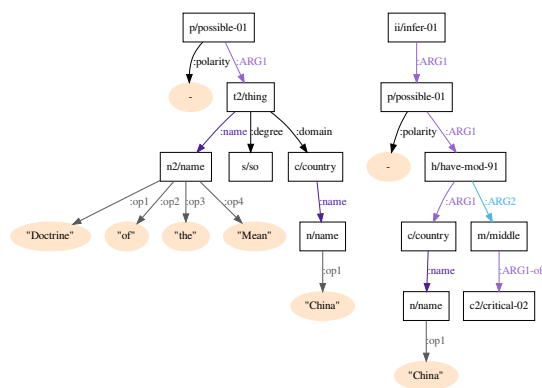 p/possible-01 ii/infer-01
:polarity :ARG1 :ARG1
- t2/thing p/possible-01
:name :degree :domain :polarity :ARG1
n2/name s/so c/country - h/have-mod-91
:op1 :op2 :op3 :op4 :name :ARG1 :ARG2
"Doctrine" "of" "the" "Mean" n/name c/country m/middle
:op1 :name :ARG1-of
"China" n/name c2/critical-02
:op1
"China"